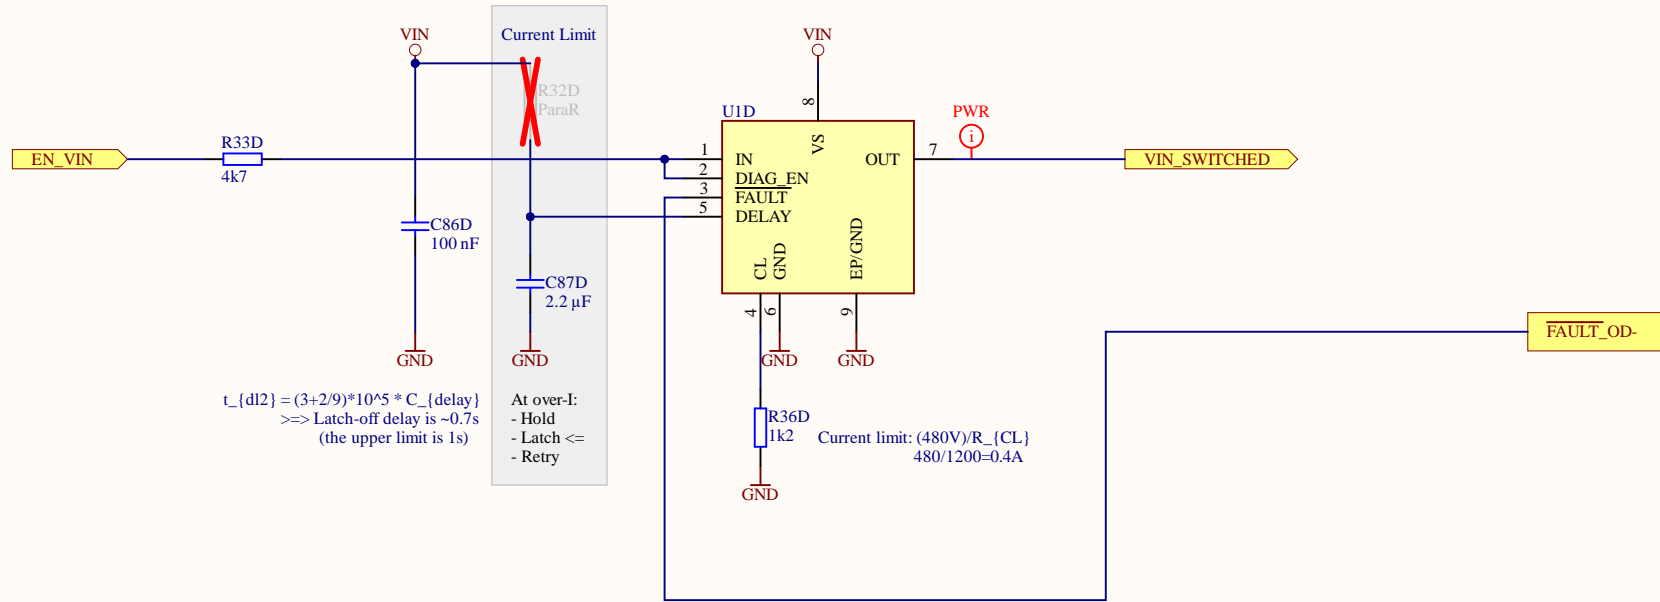 VIN
Current Limit
R32D
ParaR
VIN
8
U1D
VS
PWR
i
EN_VIN
R33D
4k7
1
IN
2
DIAG_EN
3
FAULT
5
DELAY
OUT
7
VIN_SWITCHED
C86D
100 nF
C87D
2.2 µF
CL
GND
EP/GND
4
6
9
GND
GND
GND
GND
FAULT_OD-
t_{dl2} = (3+2/9)*10^5 * C_{delay}
>=> Latch-off delay is ~0.7s
(the upper limit is 1s)
At over-I:
- Hold
- Latch <=
- Retry
R36D
1k2
Current limit: (480V)/R_{CL}
480/1200=0.4A
GND